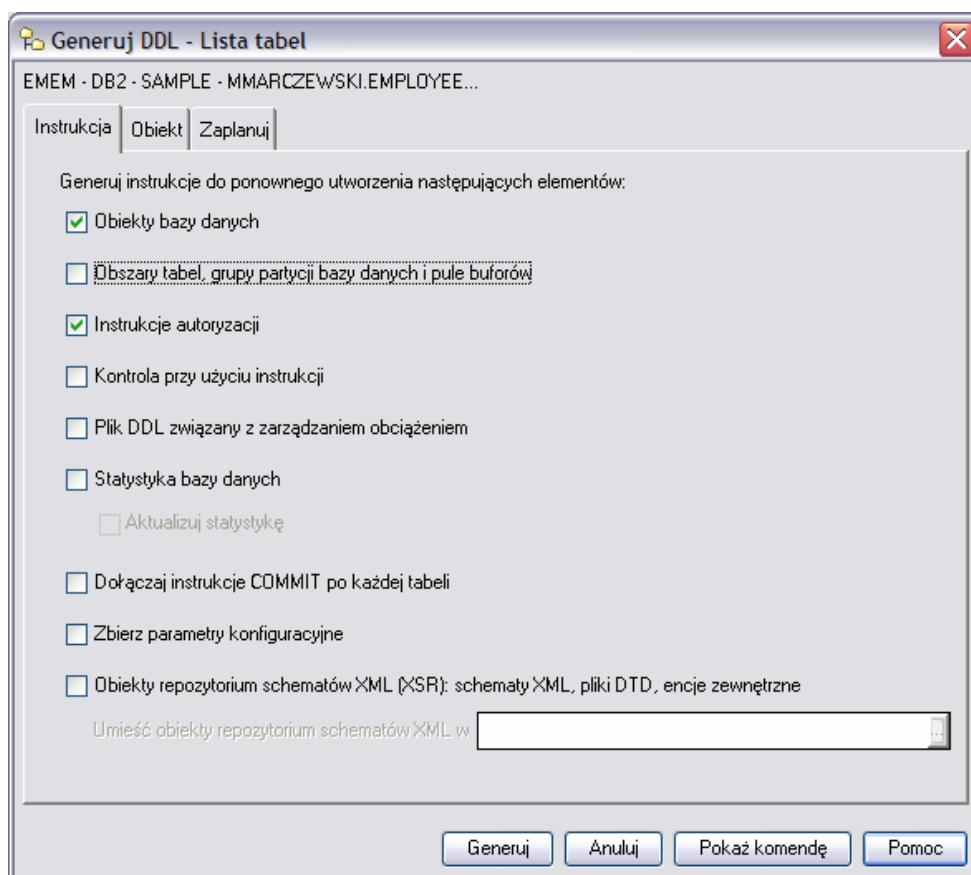 Generuj DDL - Lista tabel
EMEM - DB2 - SAMPLE - MMARCZEWSKI.EMPLOYEE...
Instrukcja Obiekt Zaplanuj
Generuj instrukcje do ponownego utworzenia następujących elementów:
Obiekty bazy danych
Obszary tabel, grupy partycji bazy danych i pule buforów
Instrukcje autoryzacji
Kontrola przy użyciu instrukcji
Plik DDL związany z zarządzaniem obciążeniem
Statystyka bazy danych
Aktualizuj statystykę
Dołączaj instrukcje COMMIT po każdej tabeli
Zbierz parametry konfiguracyjne
Obiekty repozytorium schematów XML (XSR): schematy XML, pliki DTD, encje zewnętrzne
Umieść obiekty repozytorium schematów XML w ...
Generuj Anuluj Pokaż komendę Pomoc